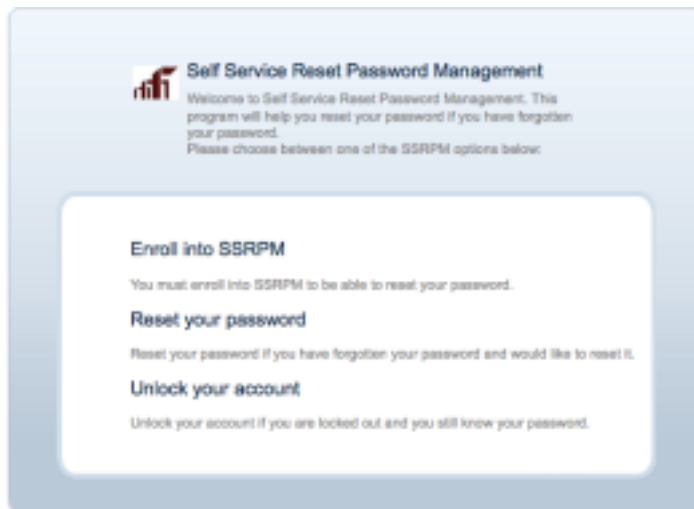 Self Service Reset Password Management
Welcome to Self Service Reset Password Management. This
program will help you reset your password if you have forgotten
your password.
Please choose between one of the SSRPM options below:
Enroll into SSRPM
You must enroll into SSRPM to be able to reset your password.
Reset your password
Reset your password if you have forgotten your password and would like to reset it.
Unlock your account
Unlock your account if you are locked out and you still know your password.